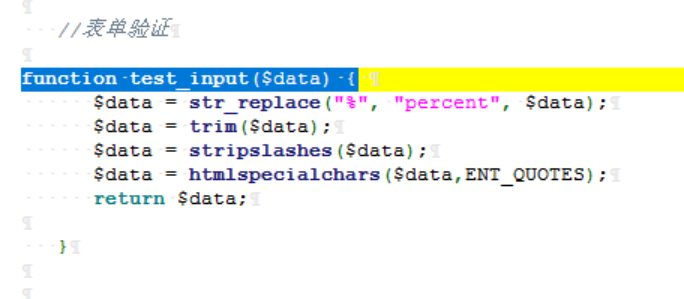 //表单验证
function test_input($data) {
$data = str_replace("%", "percent", $data);
$data = trim($data);
$data = stripslashes($data);
$data = htmlspecialchars($data,ENT_QUOTES);
return $data;
}